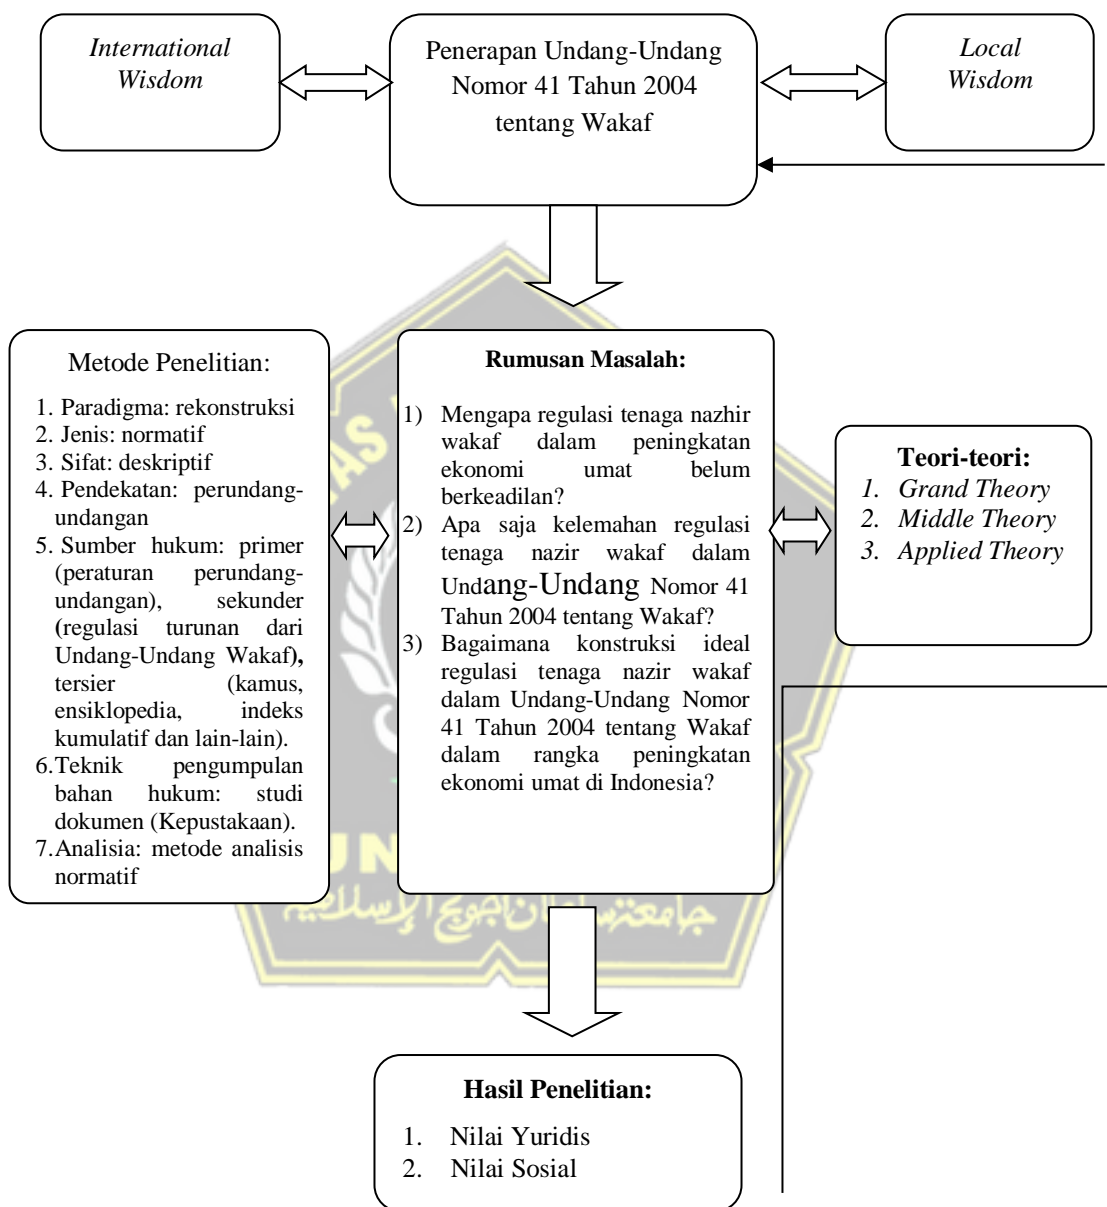 International
Wisdom
Penerapan Undang-Undang
Nomor 41 Tahun 2004
tentang Wakaf
Local
Wisdom
Metode Penelitian:
1. Paradigma: rekonstruksi
2. Jenis: normatif
3. Sifat: deskriptif
4. Pendekatan: perundang-
undangan
5. Sumber hukum: primer
(peraturan perundang-
undangan), sekunder
(regulasi turunan dari
Undang-Undang Wakaf),
tersier (kamus,
ensiklopedia, indeks
kumulatif dan lain-lain).
6.Teknik pengumpulan
bahan hukum: studi
dokumen (Kepustakaan).
7.Analisia: metode analisis
normatif
Rumusan Masalah:
1) Mengapa regulasi tenaga nazhir
wakaf dalam peningkatan
ekonomi umat belum
berkeadilan?
2) Apa saja kelemahan regulasi
tenaga nazir wakaf dalam
Undang-Undang Nomor 41
Tahun 2004 tentang Wakaf?
3) Bagaimana konstruksi ideal
regulasi tenaga nazir wakaf
dalam Undang-Undang Nomor
41 Tahun 2004 tentang Wakaf
dalam rangka peningkatan
ekonomi umat di Indonesia?
Teori-teori:
1. Grand Theory
2. Middle Theory
3. Applied Theory
Hasil Penelitian:
1. Nilai Yuridis
2. Nilai Sosial